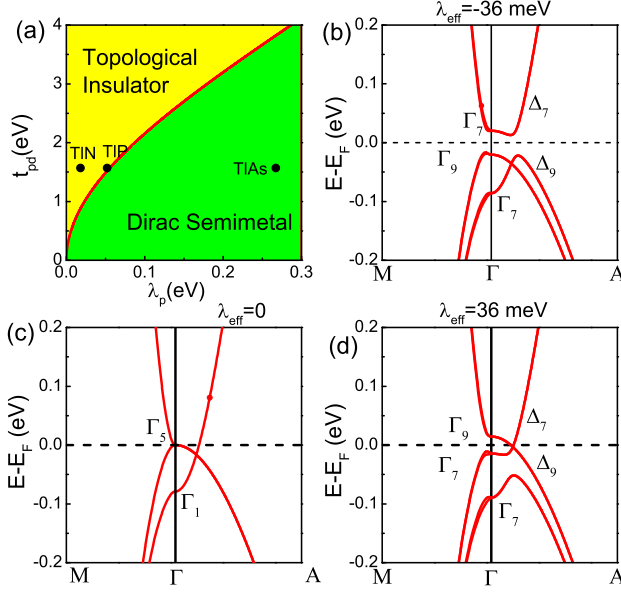 (a)
4
3
2
1
0
t_pd(eV)
Topological
Insulator
TlN
TlP
TlAs
Dirac Semimetal
0.0
0.1
0.2
0.3
λ_p(eV)
(b)
λ_eff=-36 meV
0.2
0.1
0.0
-0.1
-0.2
E-E_F (eV)
Γ_7
Δ_7
Γ_9
Δ_9
Γ_7
M
Γ
A
(c)
λ_eff=0
0.2
0.1
0.0
-0.1
-0.2
E-E_F (eV)
Γ_5
Γ_1
M
Γ
A
(d)
λ_eff=36 meV
0.2
0.1
0.0
-0.1
-0.2
E-E_F (eV)
Γ_9
Δ_7
Γ_7
Δ_9
Γ_7
M
Γ
A